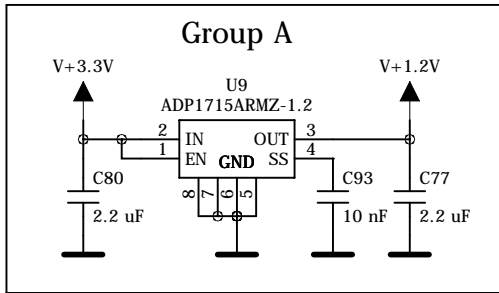 Group A
V+3.3V
V+1.2V
U9
ADP1715ARMZ-1.2
2
IN
OUT
3
1
EN
SS
4
GND
C80
2.2 uF
8
7
6
5
C93
10 nF
C77
2.2 uF